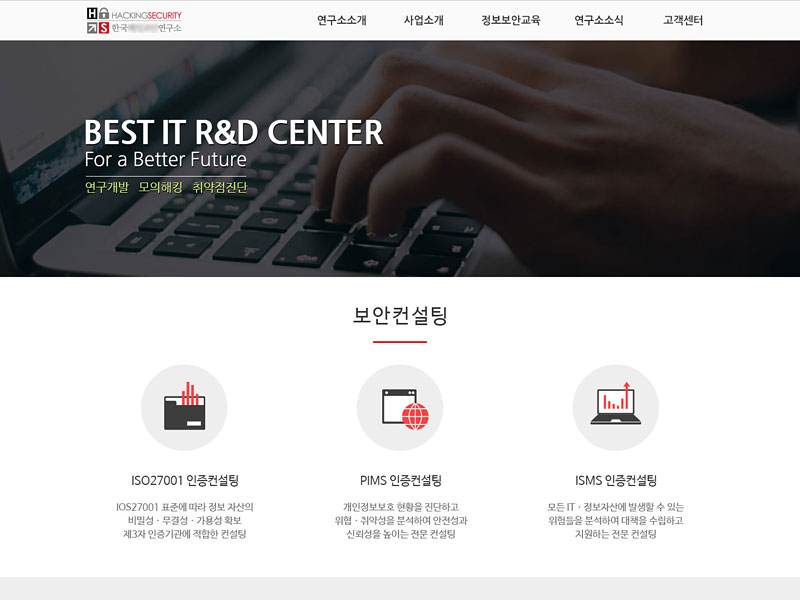 H HACKINGSECURITY
S 한국 연구소
연구소소개 사업소개 정보보안교육 연구소소식 고객센터
BEST IT R&D CENTER
For a Better Future
연구개발 모의해킹 취약점진단
보안컨설팅
ISO27001 인증컨설팅
IOS27001 표준에 따라 정보 자산의
비밀성 · 무결성 · 가용성 확보
제3자 인증기관에 적합한 컨설팅
PIMS 인증컨설팅
개인정보보호 현황을 진단하고
위협 · 취약성을 분석하여 안전성과
신뢰성을 높이는 전문 컨설팅
ISMS 인증컨설팅
모든 IT · 정보자산에 발생할 수 있는
위험들을 분석하여 대책을 수립하고
지원하는 전문 컨설팅